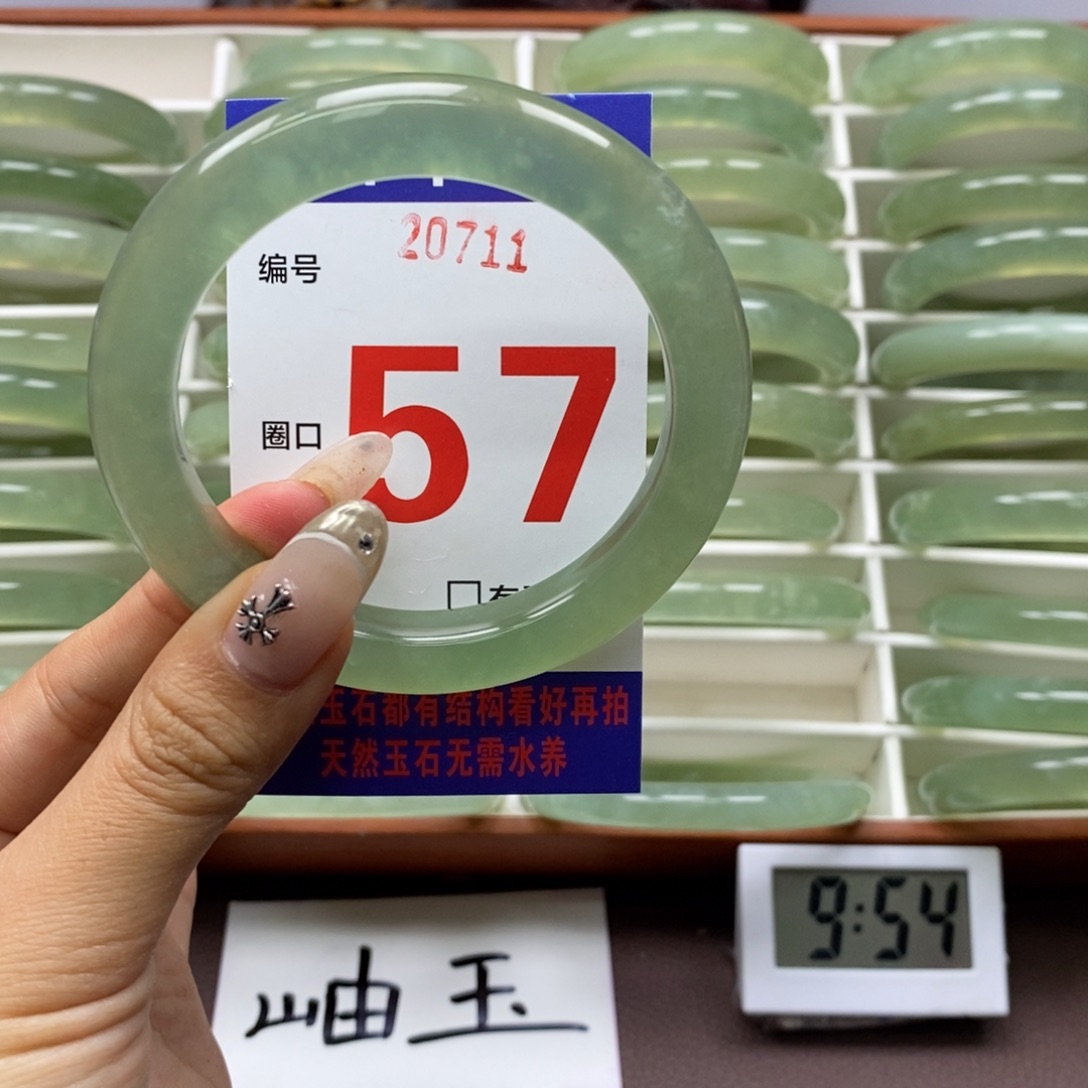 编号 20711
圈口 57
玉石都有结构看好再拍
天然玉石无需水养
岫玉
9:54